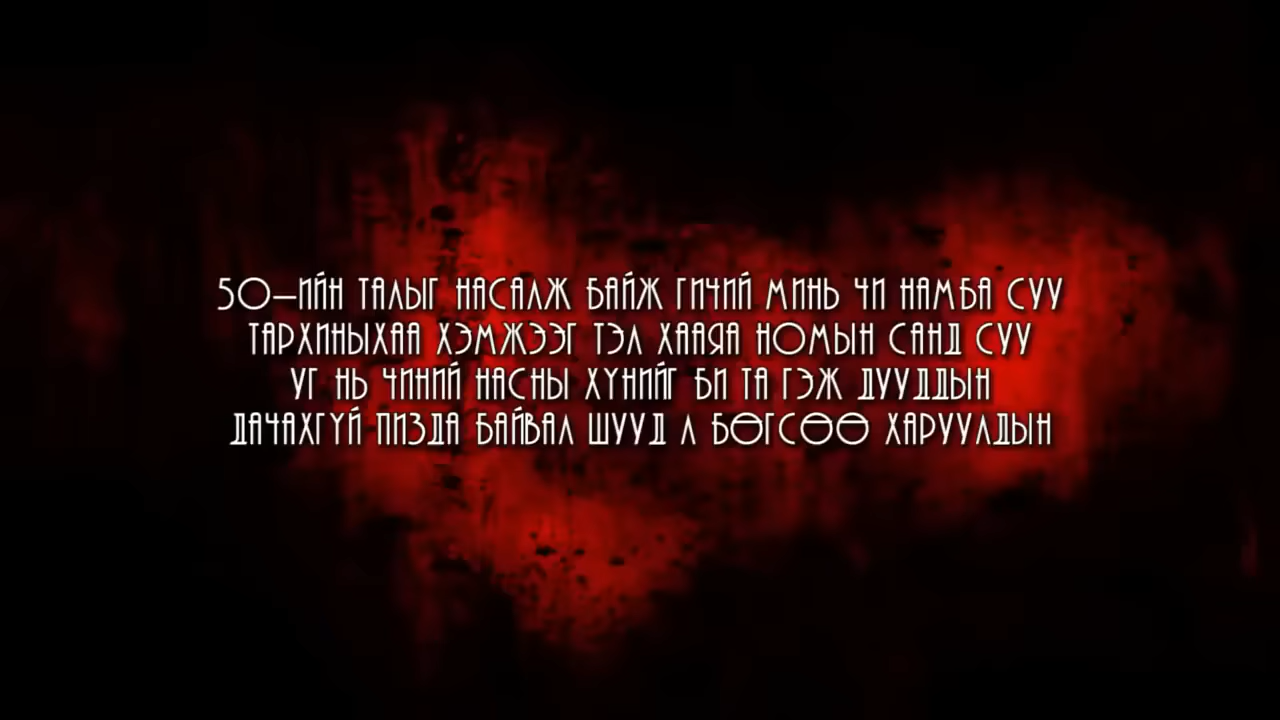 50-ИЙН ТАЛЫГ НАСАЛЖ БАЙЖ ГИЧИЙ МИНЬ ЧИ НАМБА СУУ
ТАРХИНЫХАА ХЭМЖЭЭГ ТЭЛ ХААЯА НОМЫН САНД СУУ
УГ НЬ ЧИНИЙ НАСНЫ ХҮНИЙГ БИ ТА ГЭЖ ДУУДДЫН
ДАЧАХГҮЙ ПИЗДА БАЙВАЛ ШУУД Л БӨГСӨӨ ХАРУУЛДЫН